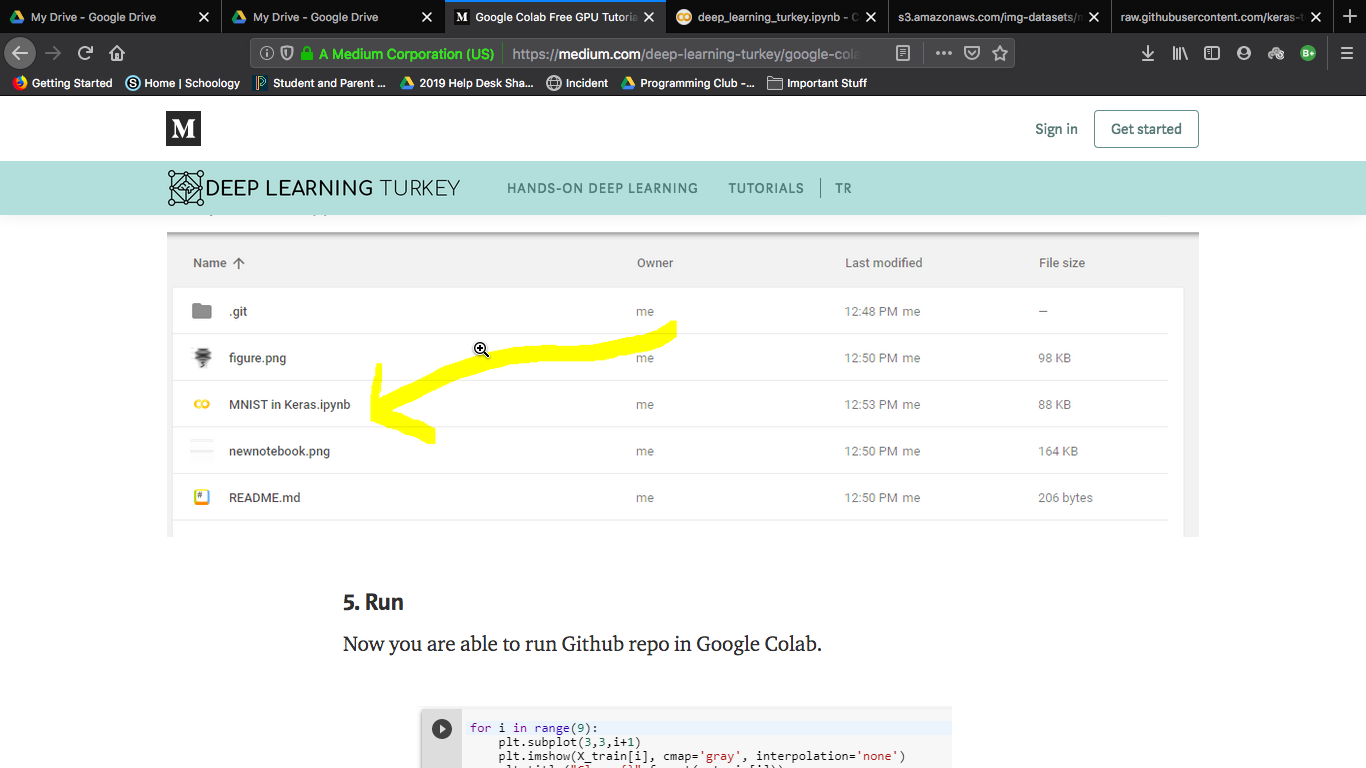 My Drive - Google Drive
My Drive - Google Drive
Google Colab Free GPU Tutoria
deep_learning_turkey.ipynb - C
s3.amazonaws.com/img-datasets/
raw.githubusercontent.com/keras-
A Medium Corporation (US)
https://medium.com/deep-learning-turkey/google-cola
Getting Started
Home | Schoology
Student and Parent ...
2019 Help Desk Sha...
Incident
Programming Club -...
Important Stuff
M
Sign in
Get started
DEEP LEARNING TURKEY
HANDS-ON DEEP LEARNING
TUTORIALS
TR
Name
Owner
Last modified
File size
.git
me
12:48 PM me
—
figure.png
me
12:50 PM me
98 KB
MNIST in Keras.ipynb
me
12:53 PM me
88 KB
newnotebook.png
me
12:50 PM me
164 KB
README.md
me
12:50 PM me
206 bytes
5. Run
Now you are able to run Github repo in Google Colab.
for i in range(9):
plt.subplot(3,3,i+1)
plt.imshow(X_train[i], cmap='gray', interpolation='none')